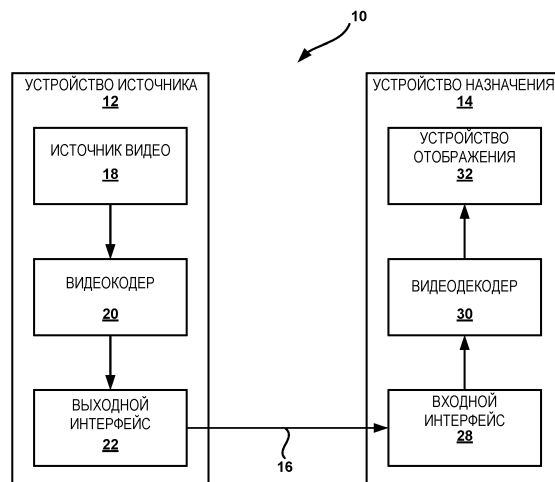 10
УСТРОЙСТВО ИСТОЧНИКА
12
ИСТОЧНИК ВИДЕО
18
ВИДЕОКОДЕР
20
ВЫХОДНОЙ
ИНТЕРФЕЙС
22
16
УСТРОЙСТВО НАЗНАЧЕНИЯ
14
УСТРОЙСТВО
ОТОБРАЖЕНИЯ
32
ВИДЕОДЕКОДЕР
30
ВХОДНОЙ
ИНТЕРФЕЙС
28